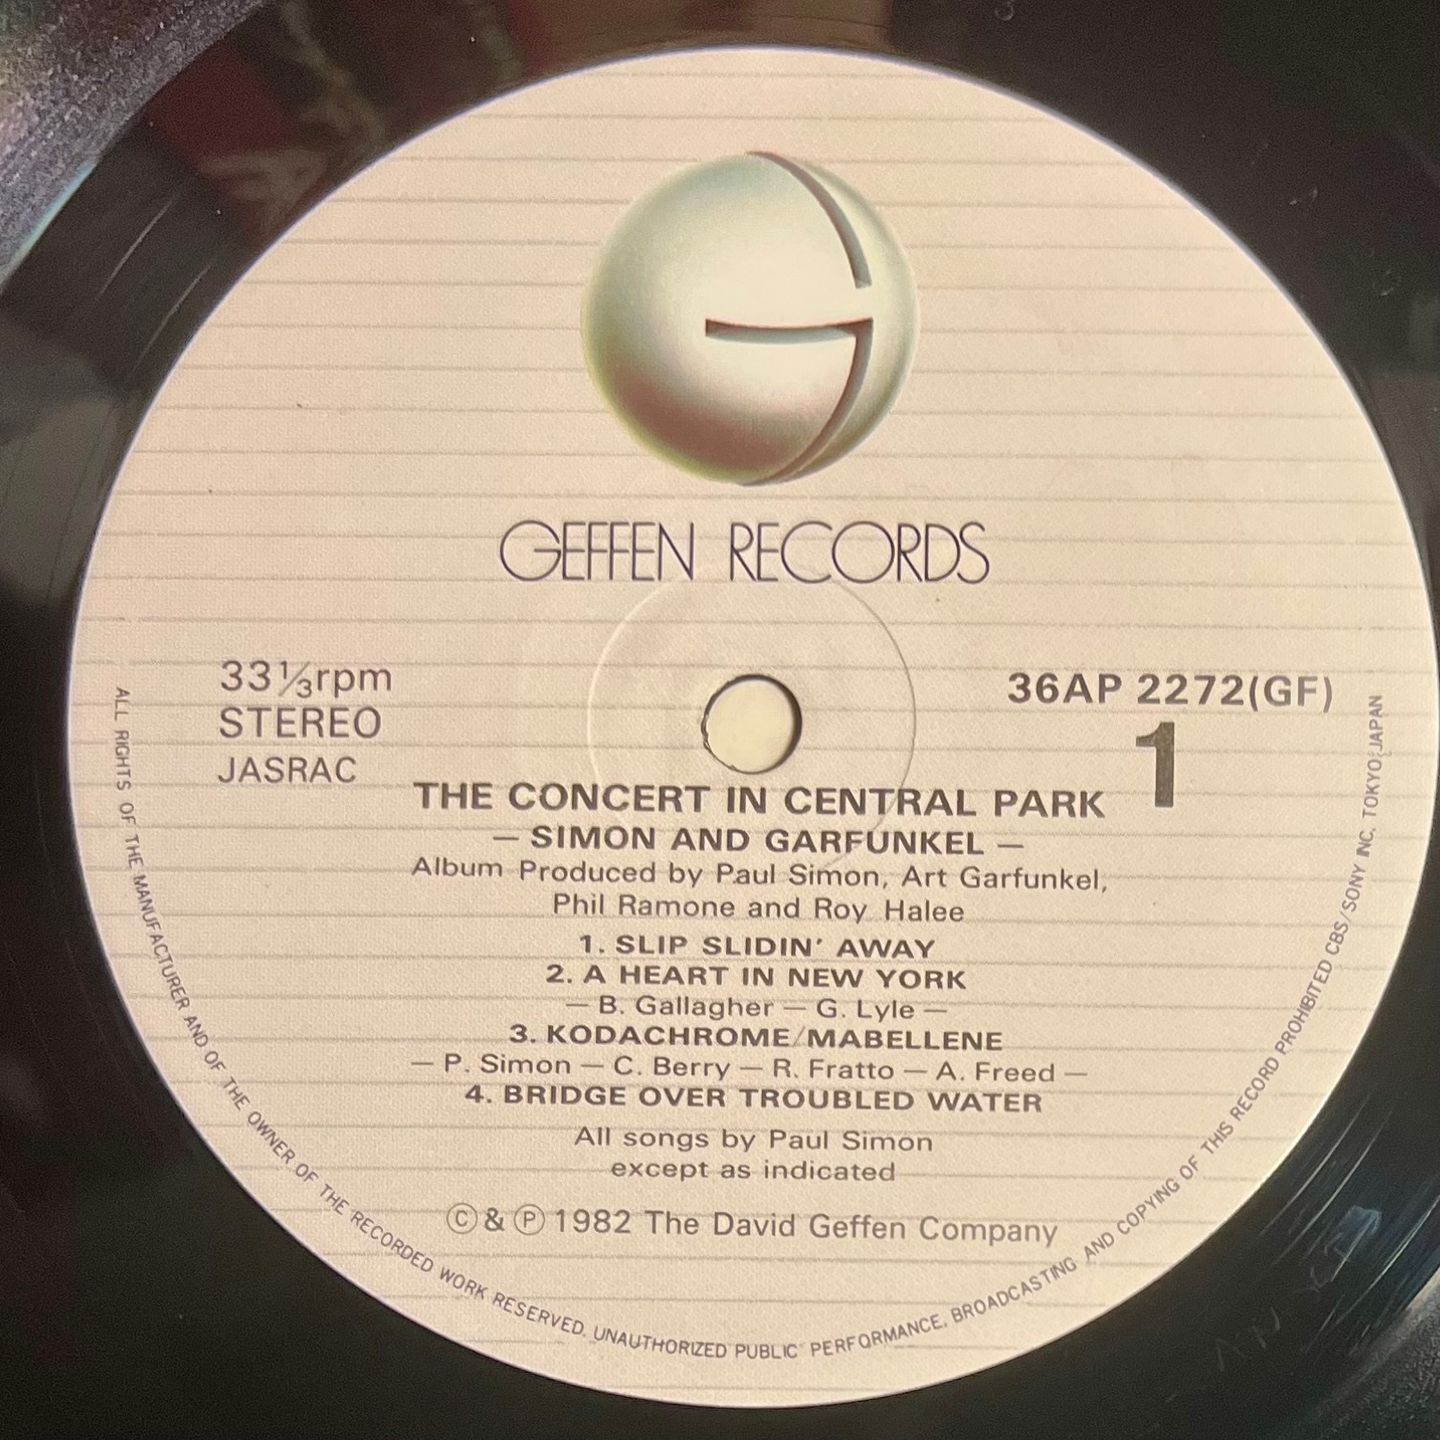 GEFFEN RECORDS
33⅓rpm
STEREO
JASRAC
36AP 2272(GF)
1
THE CONCERT IN CENTRAL PARK
— SIMON AND GARFUNKEL —
Album Produced by Paul Simon, Art Garfunkel,
Phil Ramone and Roy Halee
1. SLIP SLIDIN' AWAY
2. A HEART IN NEW YORK
— B. Gallagher — G. Lyle —
3. KODACHROME/MABELLENE
— P. Simon — C. Berry — R. Fratto — A. Freed —
4. BRIDGE OVER TROUBLED WATER
All songs by Paul Simon
except as indicated
Ⓒ & Ⓟ 1982 The David Geffen Company
ALL RIGHTS OF THE MANUFACTURER AND OF THE OWNER OF THE RECORDED WORK RESERVED. UNAUTHORIZED PUBLIC PERFORMANCE, BROADCASTING AND COPYING OF THIS RECORD PROHIBITED CBS/SONY INC. TOKYO, JAPAN